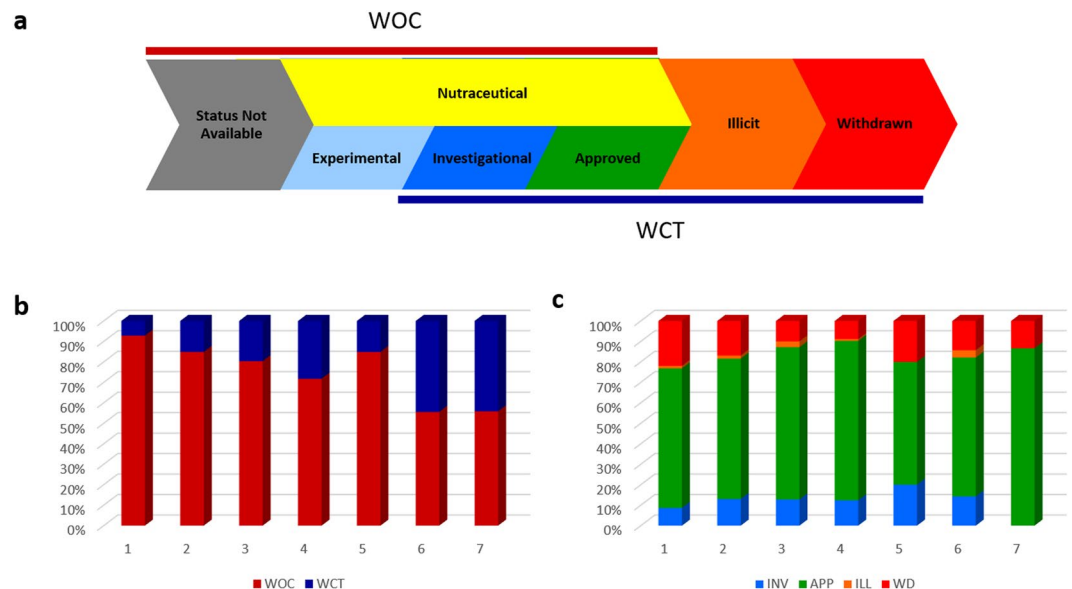 a
WOC
Nutraceutical
Status Not
Available
Illicit
Withdrawn
Experimental
Investigational
Approved
WCT
b
100%
90%
80%
70%
60%
50%
40%
30%
20%
10%
0%
1 2 3 4 5 6 7
WOC WCT
c
100%
90%
80%
70%
60%
50%
40%
30%
20%
10%
0%
1 2 3 4 5 6 7
INV APP ILL WD